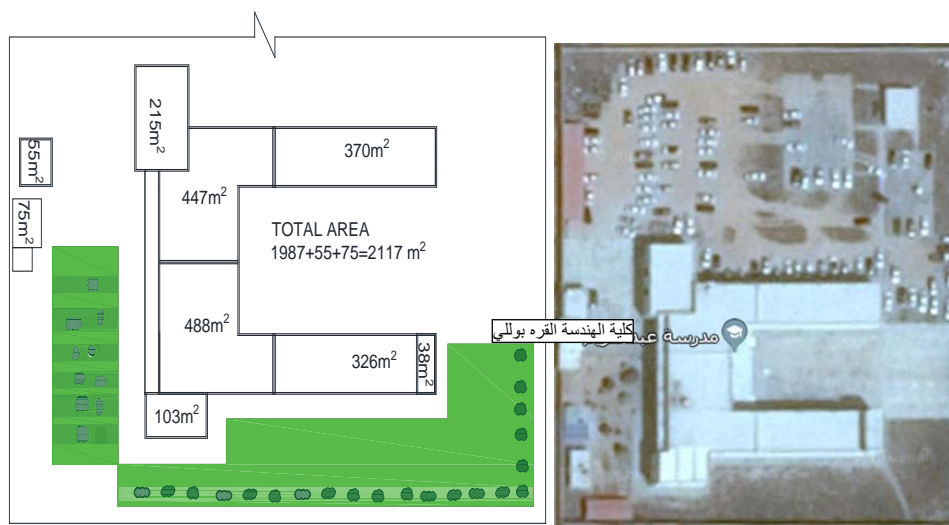 215m²
55m²
370m²
447m²
75m²
TOTAL AREA
1987+55+75=2117 m²
488m²
326m²
38m²
103m²
كلية الهندسة القره بوللي
مدرسة عبد